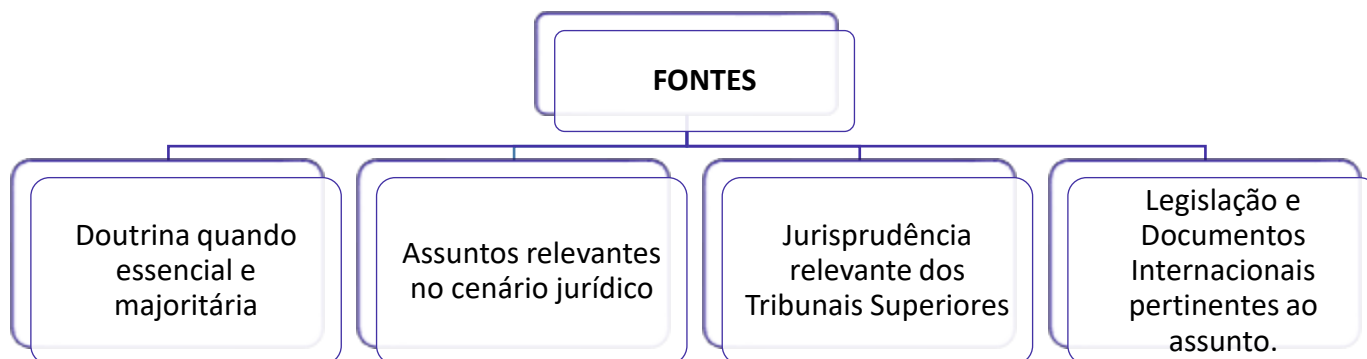 FONTES
Doutrina quando
essencial e
majoritária
Assuntos relevantes
no cenário jurídico
Jurisprudência
relevante dos
Tribunais Superiores
Legislação e
Documentos
Internacionais
pertinentes ao
assunto.